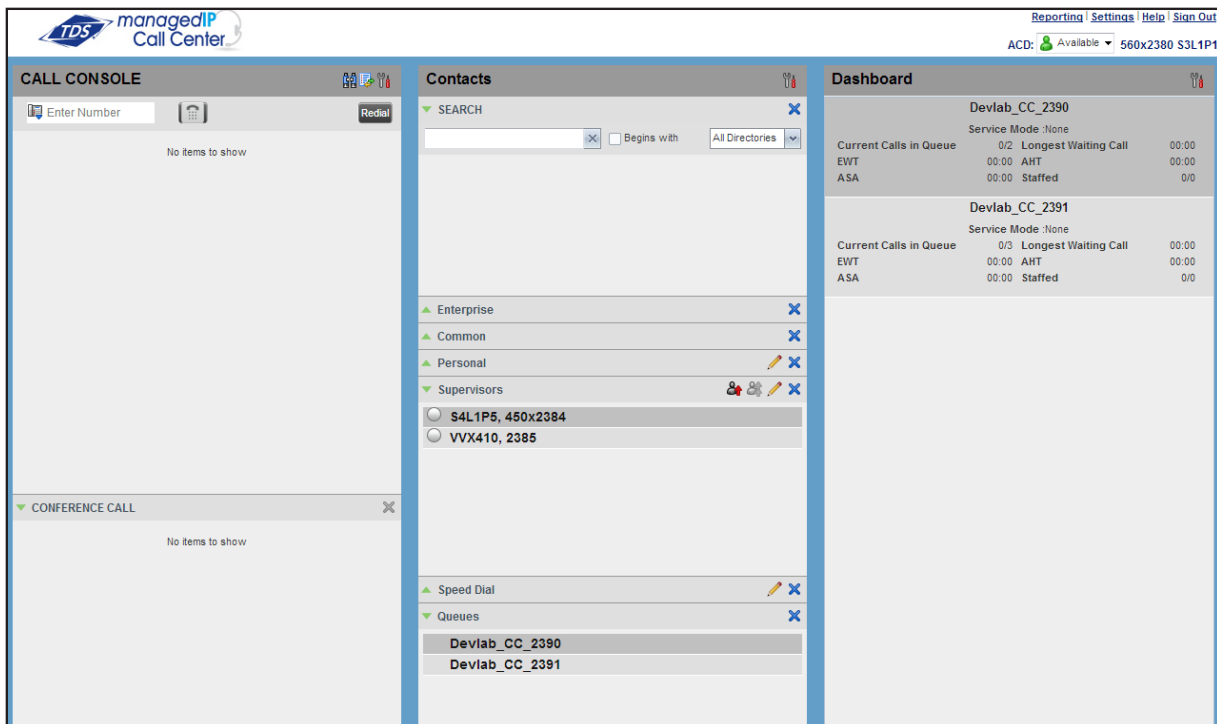 TDS managedIP
Call Center
Reporting | Settings | Help | Sign Out
ACD: Available 560x2380 S3L1P1
CALL CONSOLE
Enter Number
Redial
No items to show
CONFERENCE CALL
No items to show
Contacts
SEARCH
Begins with
All Directories
Enterprise
Common
Personal
Supervisors
S4L1P5, 450x2384
VVX410, 2385
Speed Dial
Queues
Devlab_CC_2390
Devlab_CC_2391
Dashboard
Devlab_CC_2390
Service Mode :None
Current Calls in Queue 0/2 Longest Waiting Call 00:00
EWT 00:00 AHT 00:00
ASA 00:00 Staffed 0/0
Devlab_CC_2391
Service Mode :None
Current Calls in Queue 0/3 Longest Waiting Call 00:00
EWT 00:00 AHT 00:00
ASA 00:00 Staffed 0/0